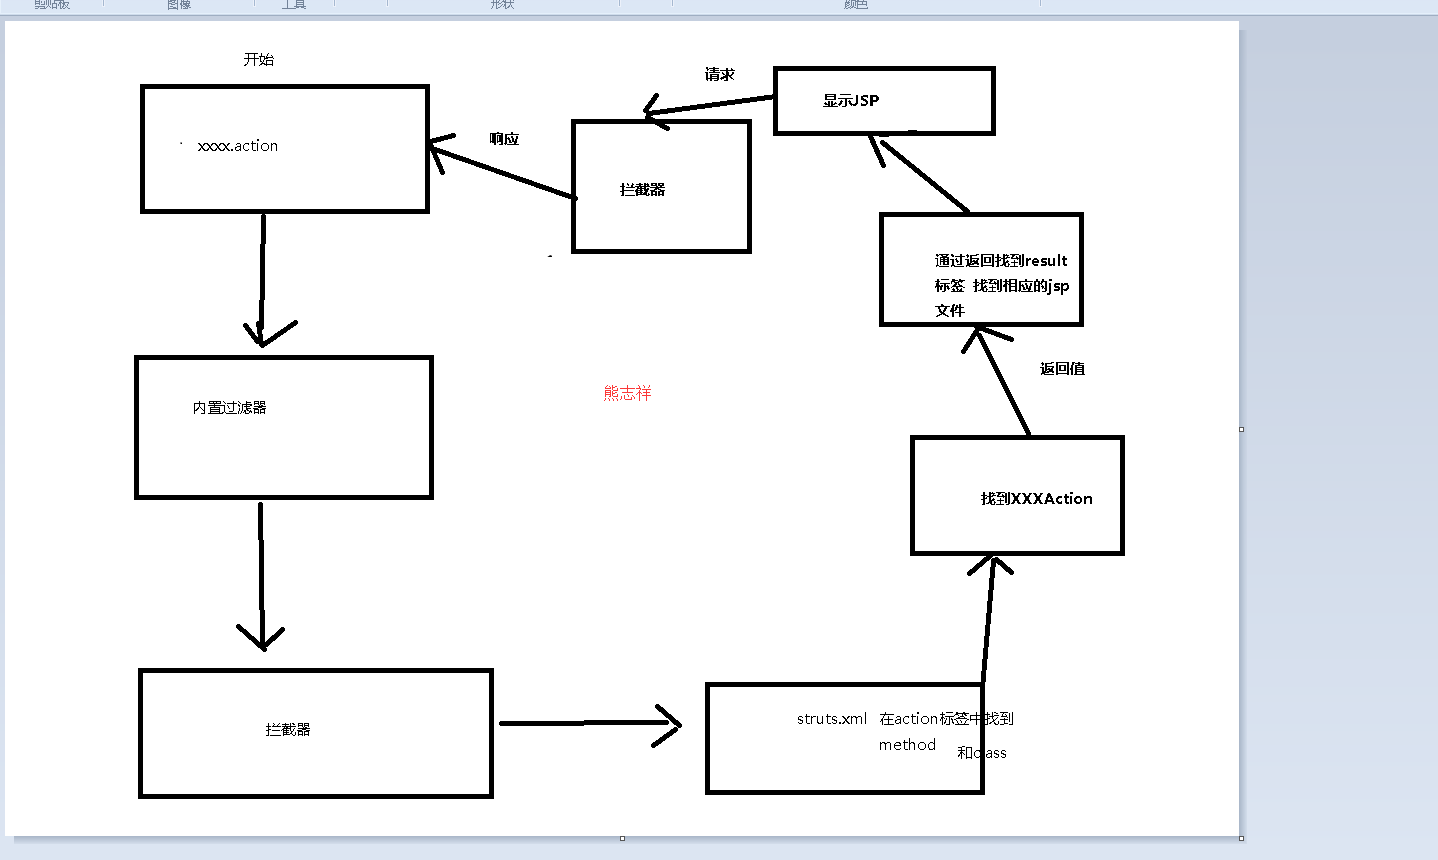 剪贴板
图像
工具
形状
颜色
开始
请求
显示JSP
xxxx.action
响应
拦截器
通过返回找到result
标签 找到相应的jsp
文件
返回值
内置过滤器
熊志祥
找到XXXAction
拦截器
struts.xml 在action标签中找到
method
和class